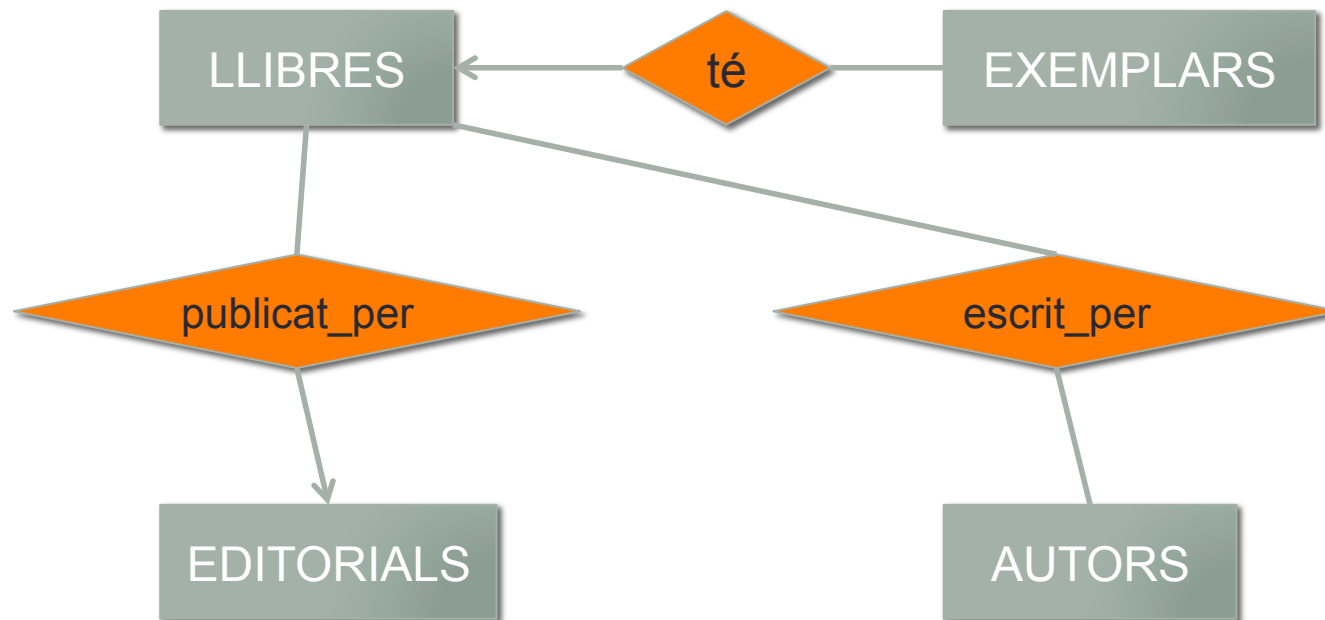 LLIBRES
té
EXEMPLARS
publicat_per
escrit_per
EDITORIALS
AUTORS